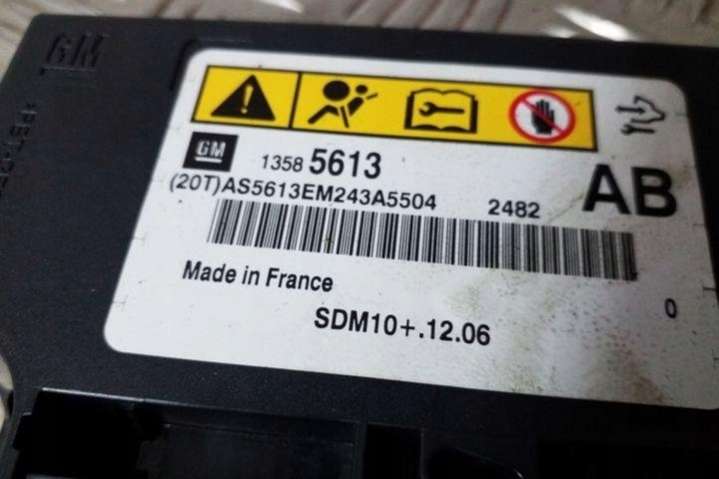 GM
GM 1358 5613
(20T)AS5613EM243A5504 2482 AB
Made in France
0
SDM10+.12.06